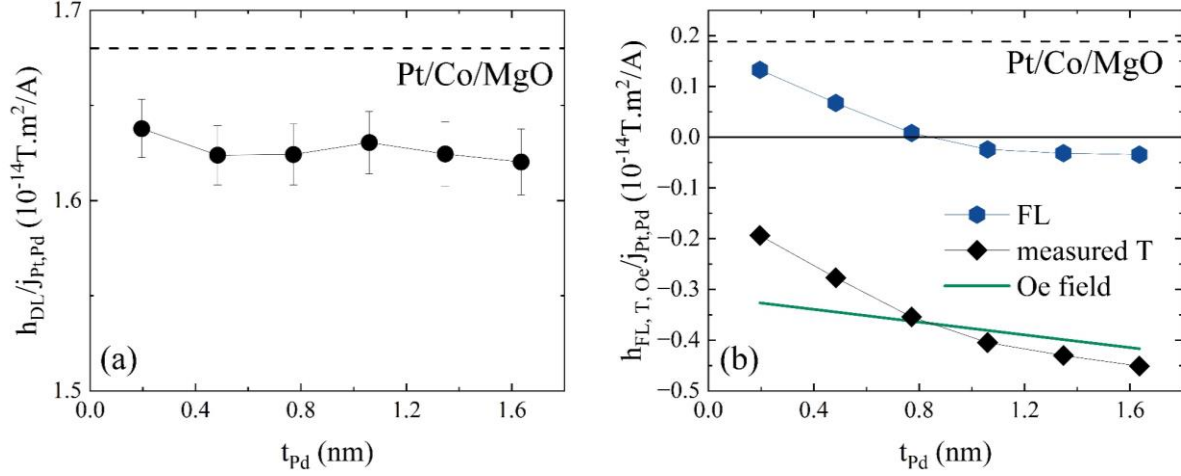 1.7
1.6
1.5
h_DL/j_Pt,Pd (10^-14T.m^2/A)
Pt/Co/MgO
(a)
0.0 0.4 0.8 1.2 1.6
t_Pd (nm)
0.2
0.1
0.0
−0.1
−0.2
−0.3
−0.4
−0.5
h_FL, T, Oe/j_Pt,Pd (10^-14T.m^2/A)
Pt/Co/MgO
FL
measured T
Oe field
(b)
0.0 0.4 0.8 1.2 1.6
t_Pd (nm)